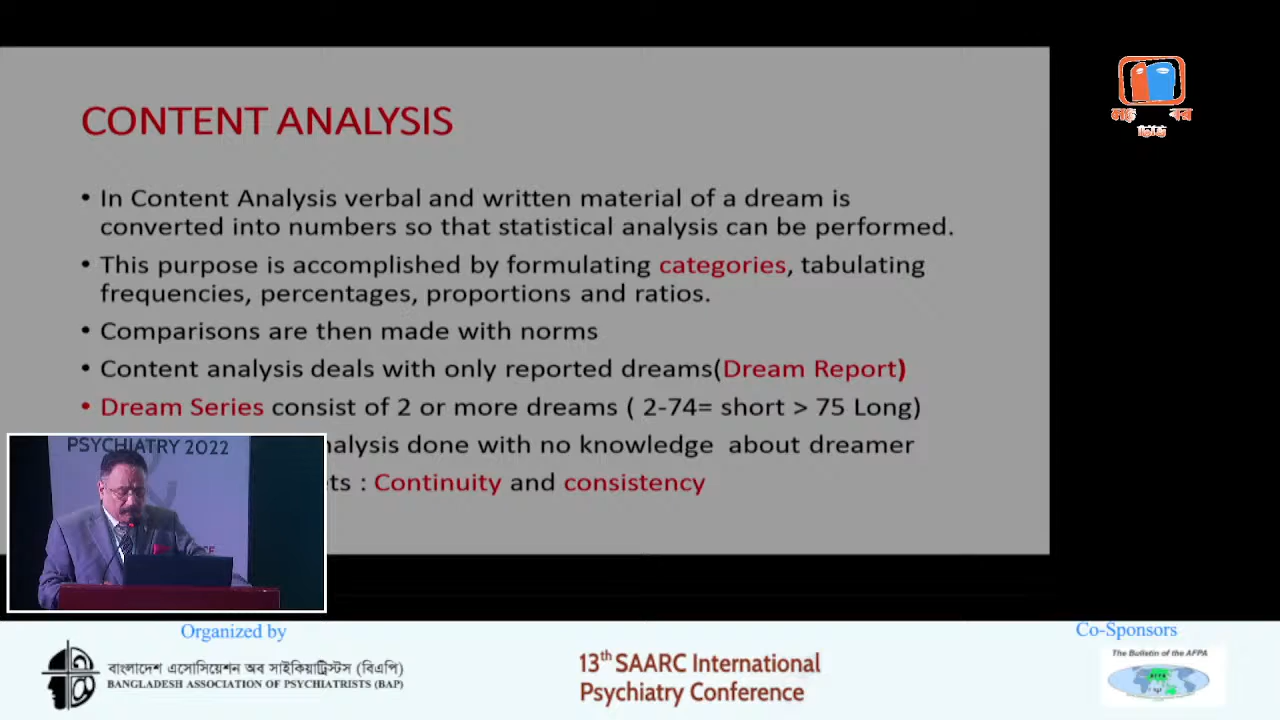 CONTENT ANALYSIS
• In Content Analysis verbal and written material of a dream is
converted into numbers so that statistical analysis can be performed.
• This purpose is accomplished by formulating categories, tabulating
frequencies, percentages, proportions and ratios.
• Comparisons are then made with norms
• Content analysis deals with only reported dreams(Dream Report)
• Dream Series consist of 2 or more dreams ( 2-74= short > 75 Long)
nalysis done with no knowledge about dreamer
ts : Continuity and consistency
PSYCHIATRY 2022
Organized by
বাংলাদেশ এসোসিয়েশন অব সাইকিয়াট্রিস্টস (বিএপি)
BANGLADESH ASSOCIATION OF PSYCHIATRISTS (BAP)
13th SAARC International
Psychiatry Conference
Co-Sponsors
The Bulletin of the AFPA
AFPA